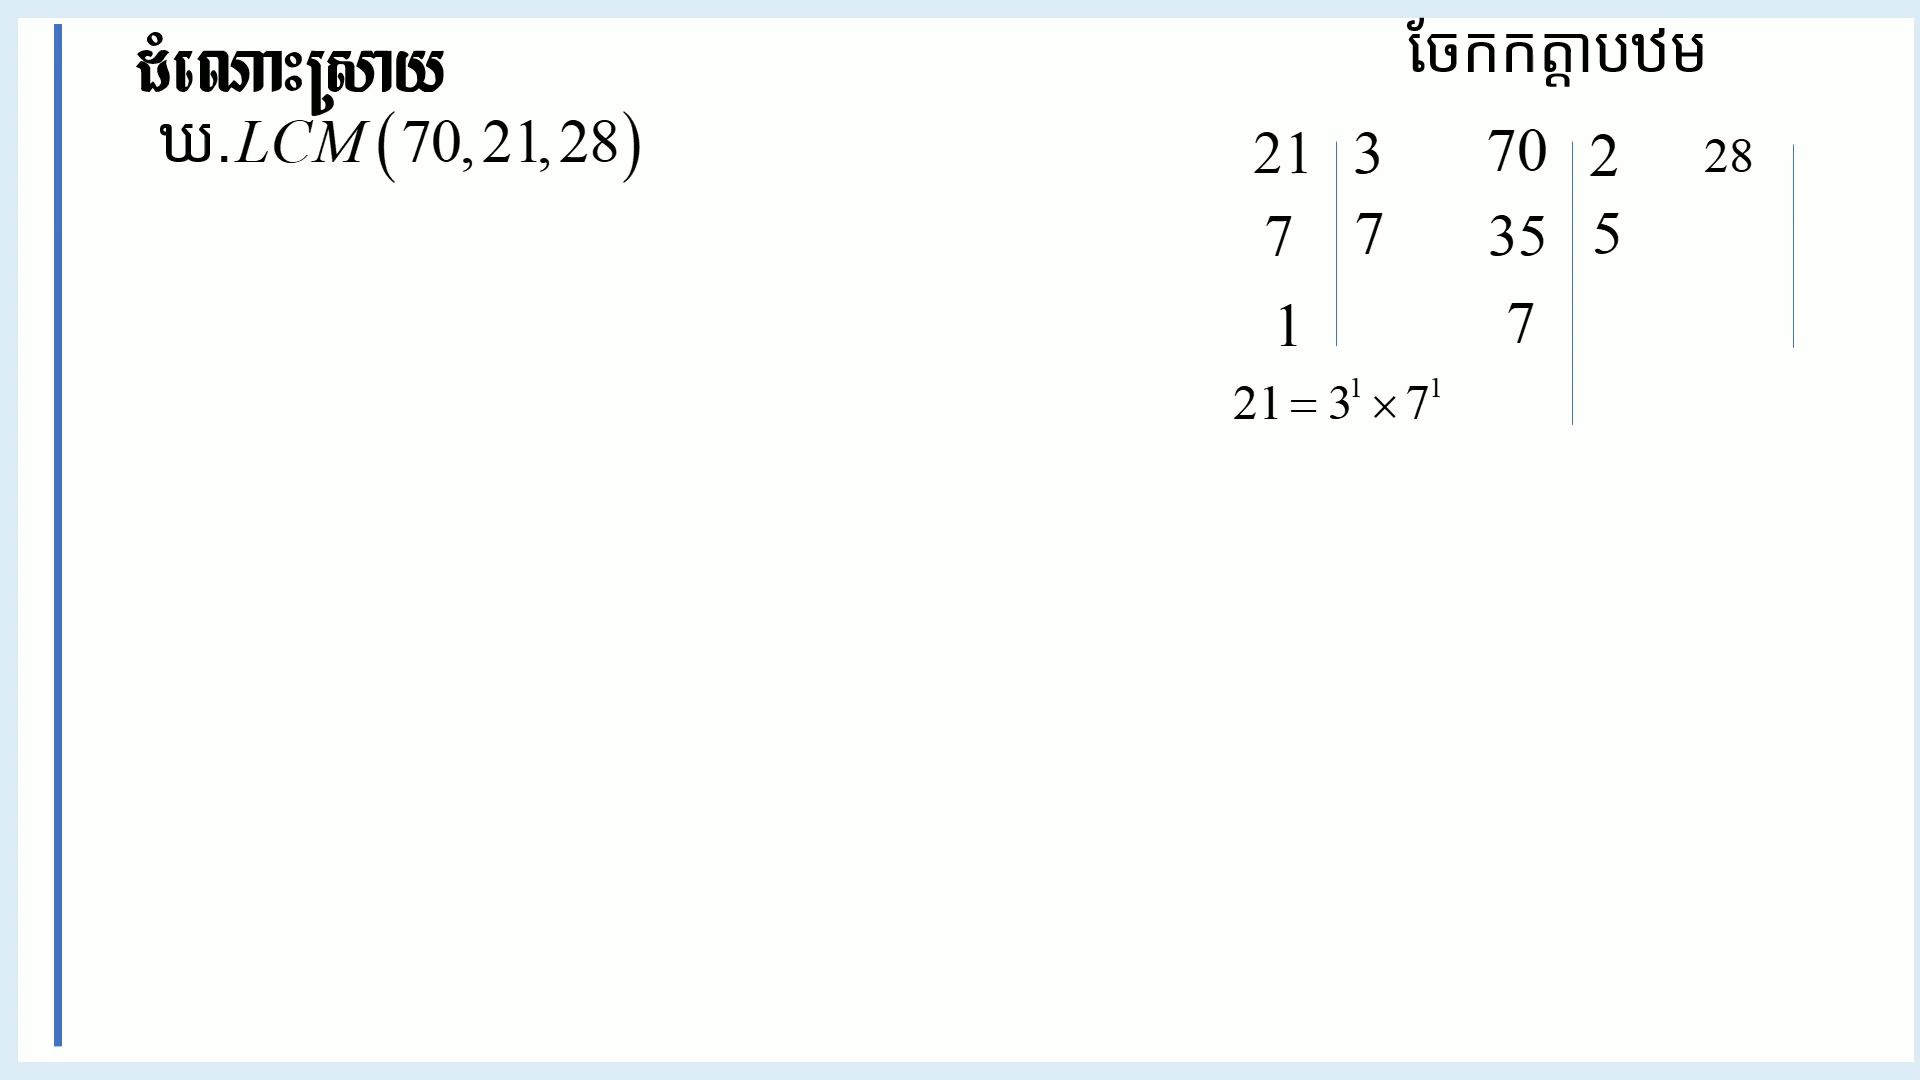 ដំណោះស្រាយ
ឃ.LCM(70,21,28)
ចែកកត្តាបឋម
21 3 70 2 28
7 7 35 5
1 7
21 = 3¹ × 7¹